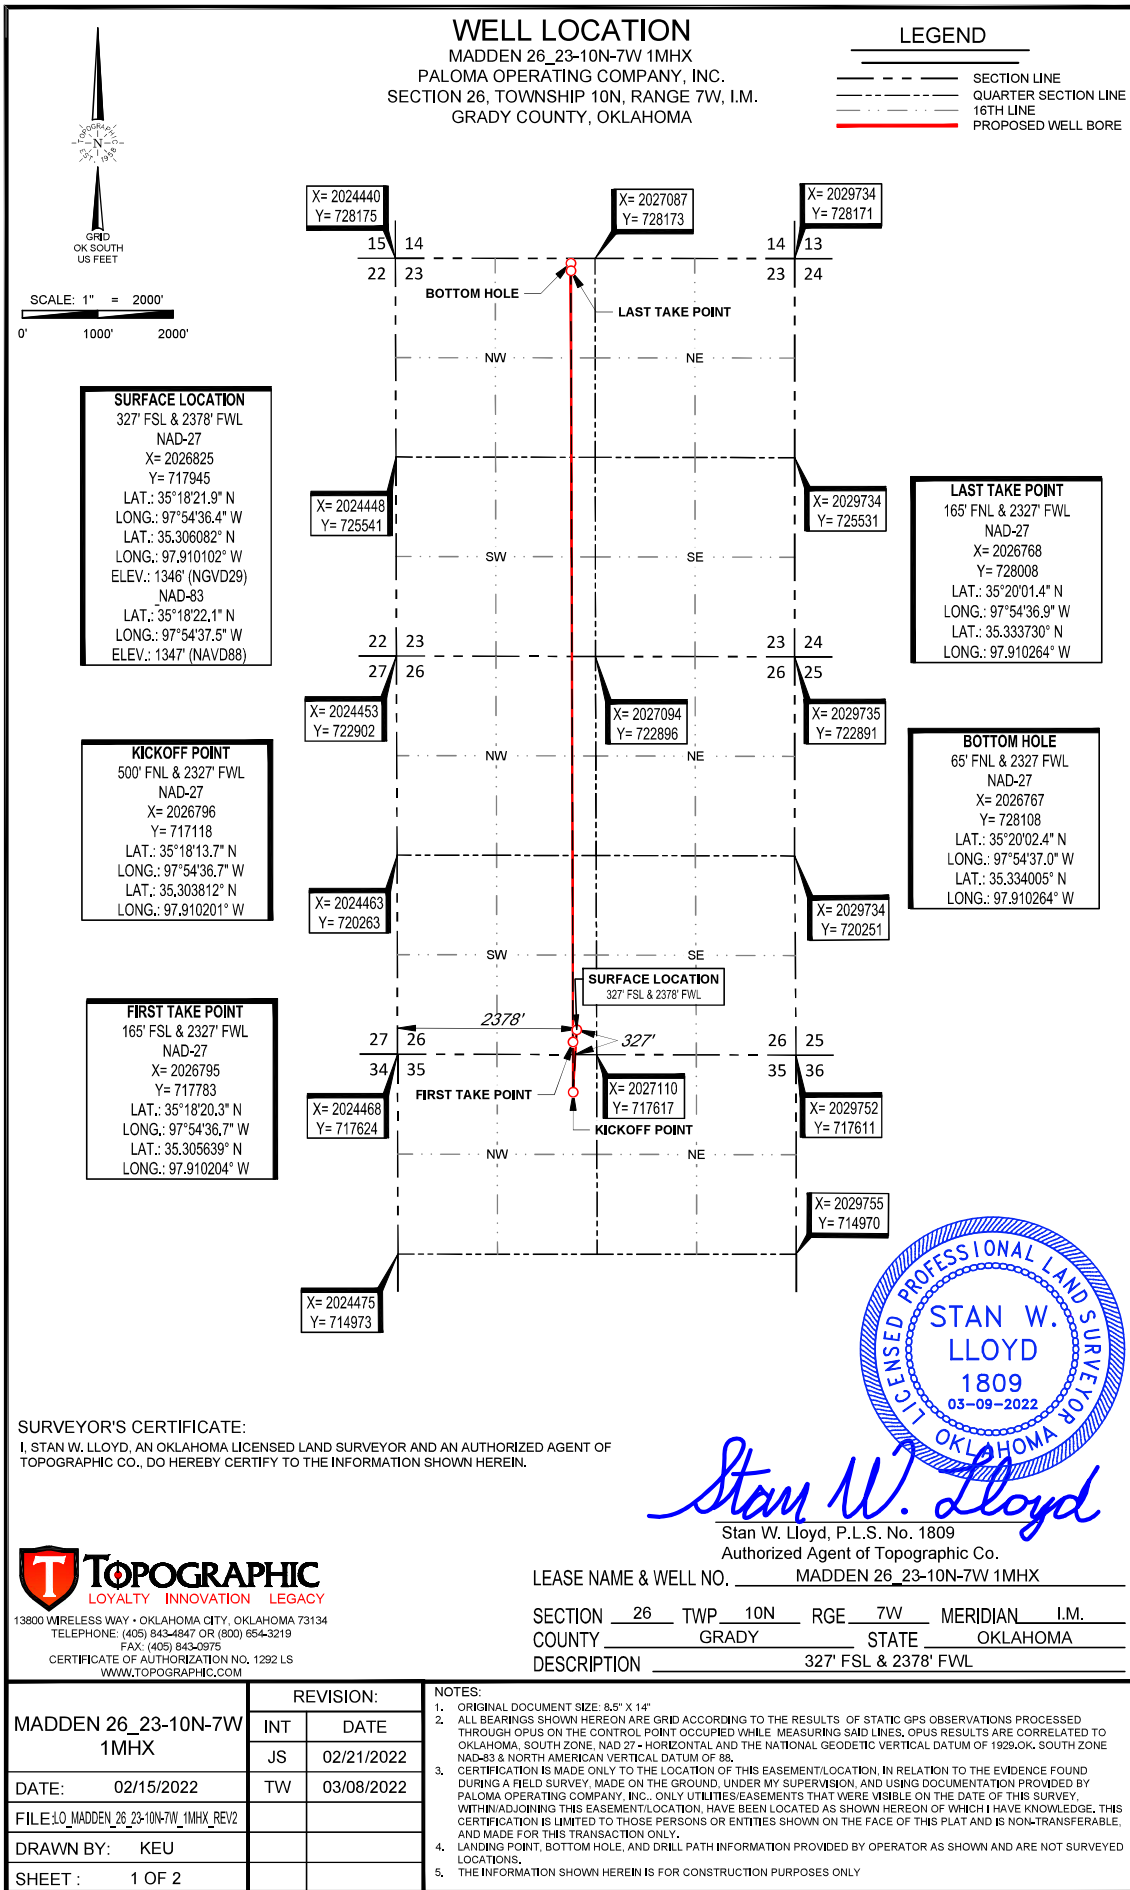 WELL LOCATION
MADDEN 26_23-10N-7W 1MHX
PALOMA OPERATING COMPANY, INC.
SECTION 26, TOWNSHIP 10N, RANGE 7W, I.M.
GRADY COUNTY, OKLAHOMA
LEGEND
SECTION LINE
QUARTER SECTION LINE
16TH LINE
PROPOSED WELL BORE
TOPOGRAPHIC
N
EST. 1958
GRID
OK SOUTH
US FEET
SCALE: 1" = 2000'
0' 1000' 2000'
X= 2024440
Y= 728175
X= 2027087
Y= 728173
X= 2029734
Y= 728171
15 14
22 23
14 13
23 24
BOTTOM HOLE
LAST TAKE POINT
NW NE
SURFACE LOCATION
327' FSL & 2378' FWL
NAD-27
X= 2026825
Y= 717945
LAT.: 35°18'21.9" N
LONG.: 97°54'36.4" W
LAT.: 35.306082° N
LONG.: 97.910102° W
ELEV.: 1346' (NGVD29)
NAD-83
LAT.: 35°18'22.1" N
LONG.: 97°54'37.5" W
ELEV.: 1347' (NAVD88)
X= 2024448
Y= 725541
X= 2029734
Y= 725531
LAST TAKE POINT
165' FNL & 2327' FWL
NAD-27
X= 2026768
Y= 728008
LAT.: 35°20'01.4" N
LONG.: 97°54'36.9" W
LAT.: 35.333730° N
LONG.: 97.910264° W
SW SE
22 23
27 26
23 24
26 25
X= 2024453
Y= 722902
X= 2027094
Y= 722896
X= 2029735
Y= 722891
KICKOFF POINT
500' FNL & 2327' FWL
NAD-27
X= 2026796
Y= 717118
LAT.: 35°18'13.7" N
LONG.: 97°54'36.7" W
LAT.: 35.303812° N
LONG.: 97.910201° W
NW NE
BOTTOM HOLE
65' FNL & 2327 FWL
NAD-27
X= 2026767
Y= 728108
LAT.: 35°20'02.4" N
LONG.: 97°54'37.0" W
LAT.: 35.334005° N
LONG.: 97.910264° W
X= 2024463
Y= 720263
X= 2029734
Y= 720251
SW SE
SURFACE LOCATION
327' FSL & 2378' FWL
2378'
327'
FIRST TAKE POINT
165' FSL & 2327' FWL
NAD-27
X= 2026795
Y= 717783
LAT.: 35°18'20.3" N
LONG.: 97°54'36.7" W
LAT.: 35.305639° N
LONG.: 97.910204° W
27 26
34 35
26 25
35 36
FIRST TAKE POINT
KICKOFF POINT
X= 2024468
Y= 717624
X= 2027110
Y= 717617
X= 2029752
Y= 717611
NW NE
X= 2029755
Y= 714970
X= 2024475
Y= 714973
LICENSED PROFESSIONAL LAND SURVEYOR
STAN W.
LLOYD
1809
03-09-2022
OKLAHOMA
SURVEYOR'S CERTIFICATE:
I, STAN W. LLOYD, AN OKLAHOMA LICENSED LAND SURVEYOR AND AN AUTHORIZED AGENT OF
TOPOGRAPHIC CO., DO HEREBY CERTIFY TO THE INFORMATION SHOWN HEREIN.
Stan W. Lloyd
Stan W. Lloyd, P.L.S. No. 1809
Authorized Agent of Topographic Co.
T TOPOGRAPHIC
LOYALTY INNOVATION LEGACY
13800 WIRELESS WAY • OKLAHOMA CITY, OKLAHOMA 73134
TELEPHONE: (405) 843-4847 OR (800) 654-3219
FAX: (405) 843-0975
CERTIFICATE OF AUTHORIZATION NO. 1292 LS
WWW.TOPOGRAPHIC.COM
LEASE NAME & WELL NO. MADDEN 26_23-10N-7W 1MHX
SECTION 26 TWP 10N RGE 7W MERIDIAN I.M.
COUNTY GRADY STATE OKLAHOMA
DESCRIPTION 327' FSL & 2378' FWL
MADDEN 26_23-10N-7W
1MHX
REVISION:
INT DATE
JS 02/21/2022
TW 03/08/2022
DATE: 02/15/2022
FILE:LO_MADDEN_26_23-10N-7W_1MHX_REV2
DRAWN BY: KEU
SHEET : 1 OF 2
NOTES:
1. ORIGINAL DOCUMENT SIZE: 8.5" X 14"
2. ALL BEARINGS SHOWN HEREON ARE GRID ACCORDING TO THE RESULTS OF STATIC GPS OBSERVATIONS PROCESSED
THROUGH OPUS ON THE CONTROL POINT OCCUPIED WHILE MEASURING SAID LINES. OPUS RESULTS ARE CORRELATED TO
OKLAHOMA, SOUTH ZONE, NAD 27 - HORIZONTAL AND THE NATIONAL GEODETIC VERTICAL DATUM OF 1929.OK. SOUTH ZONE
NAD-83 & NORTH AMERICAN VERTICAL DATUM OF 88.
3. CERTIFICATION IS MADE ONLY TO THE LOCATION OF THIS EASEMENT/LOCATION, IN RELATION TO THE EVIDENCE FOUND
DURING A FIELD SURVEY, MADE ON THE GROUND, UNDER MY SUPERVISION, AND USING DOCUMENTATION PROVIDED BY
PALOMA OPERATING COMPANY, INC.. ONLY UTILITIES/EASEMENTS THAT WERE VISIBLE ON THE DATE OF THIS SURVEY,
WITHIN/ADJOINING THIS EASEMENT/LOCATION, HAVE BEEN LOCATED AS SHOWN HEREON OF WHICH I HAVE KNOWLEDGE. THIS
CERTIFICATION IS LIMITED TO THOSE PERSONS OR ENTITIES SHOWN ON THE FACE OF THIS PLAT AND IS NON-TRANSFERABLE,
AND MADE FOR THIS TRANSACTION ONLY.
4. LANDING POINT, BOTTOM HOLE, AND DRILL PATH INFORMATION PROVIDED BY OPERATOR AS SHOWN AND ARE NOT SURVEYED
LOCATIONS.
5. THE INFORMATION SHOWN HEREIN IS FOR CONSTRUCTION PURPOSES ONLY